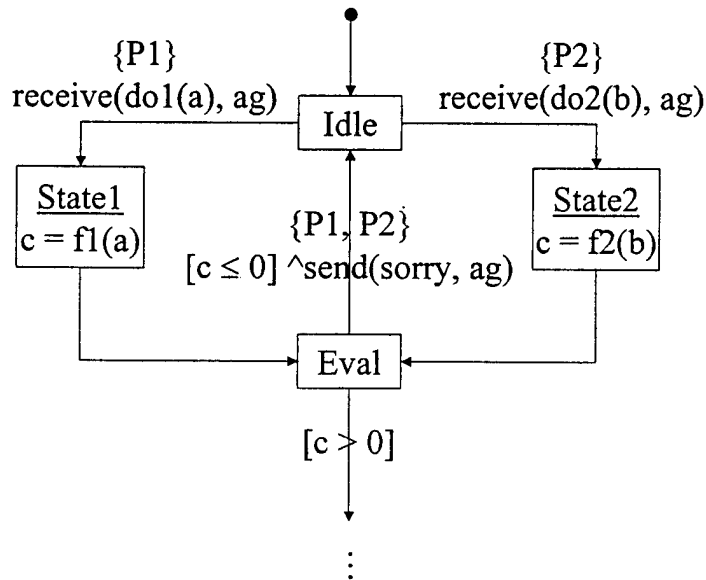 {P1}
receive(do1(a), ag)
{P2}
receive(do2(b), ag)
Idle
State1
c = f1(a)
State2
c = f2(b)
{P1, P2}
[c ≤ 0] ^send(sorry, ag)
Eval
[c > 0]
⋮